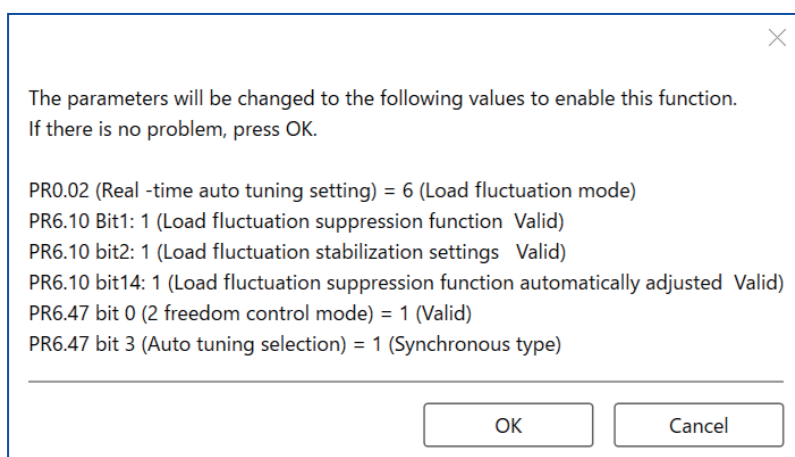 The parameters will be changed to the following values to enable this function.
If there is no problem, press OK.
PR0.02 (Real -time auto tuning setting) = 6 (Load fluctuation mode)
PR6.10 Bit1: 1 (Load fluctuation suppression function  Valid)
PR6.10 bit2: 1 (Load fluctuation stabilization settings   Valid)
PR6.10 bit14: 1 (Load fluctuation suppression function automatically adjusted  Valid)
PR6.47 bit 0 (2 freedom control mode) = 1 (Valid)
PR6.47 bit 3 (Auto tuning selection) = 1 (Synchronous type)
OK
Cancel